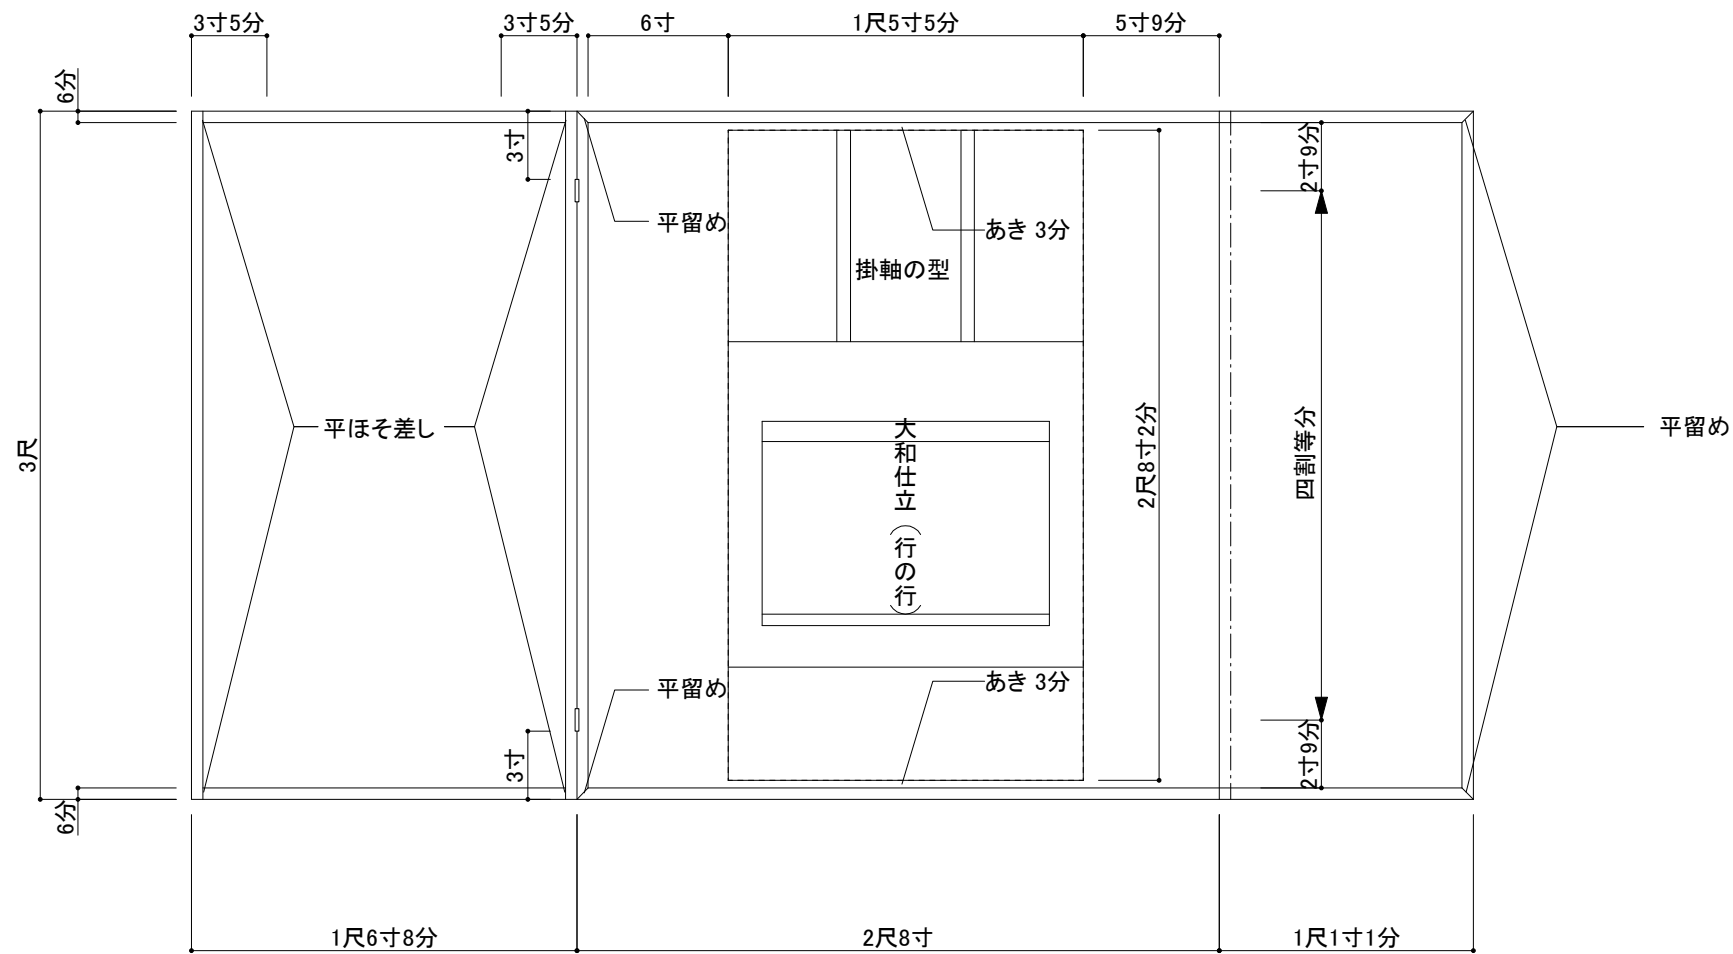 3寸5分
3寸5分
6寸
1尺5寸5分
5寸9分
6分
3寸
2寸9分
平留め
あき 3分
掛軸の型
3尺
平ほそ差し
大和仕立（行の行）
2尺8寸2分
四割等分
平留め
平留め
あき 3分
3寸
2寸9分
6分
1尺6寸8分
2尺8寸
1尺1寸1分